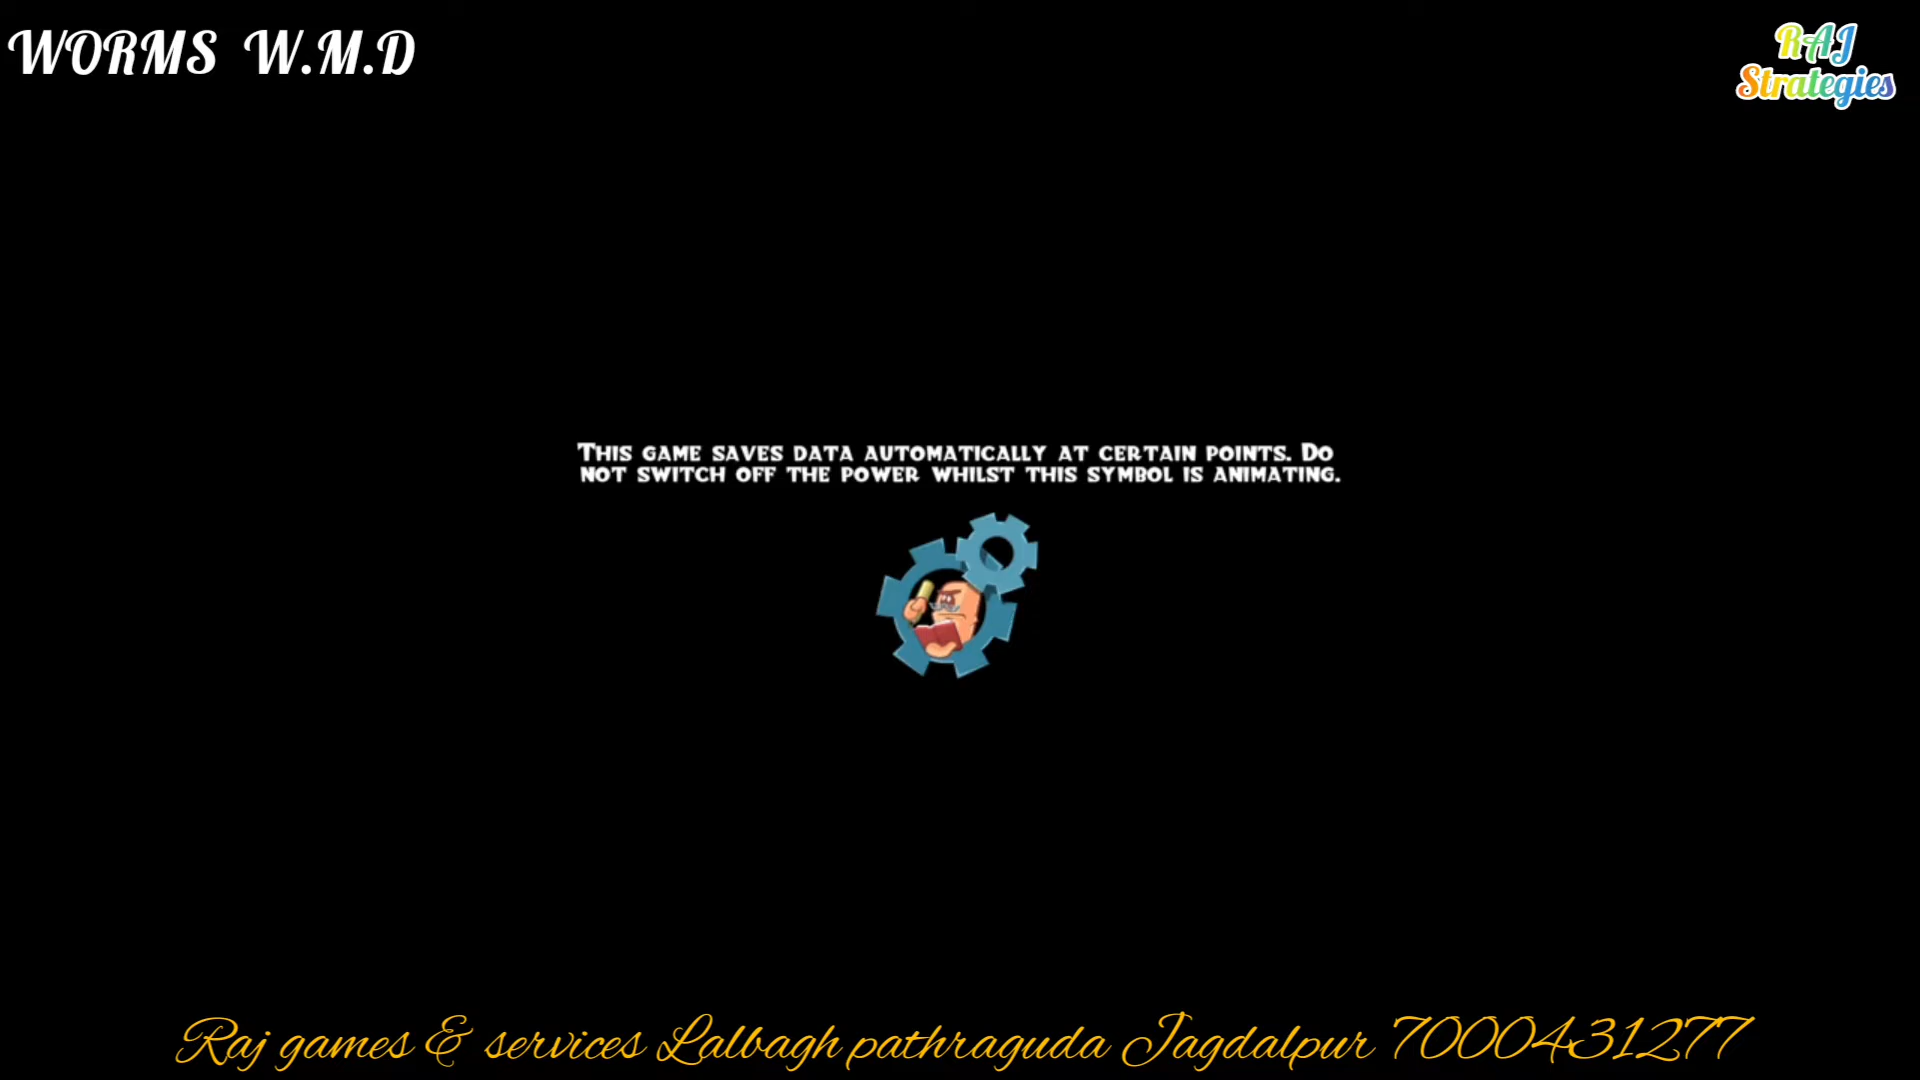 WORMS W.M.D
RAJ
Strategies
THIS GAME SAVES DATA AUTOMATICALLY AT CERTAIN POINTS. DO
NOT SWITCH OFF THE POWER WHILST THIS SYMBOL IS ANIMATING.
Raj games & services Lalbagh pathraguda Jagdalpur 7000431277